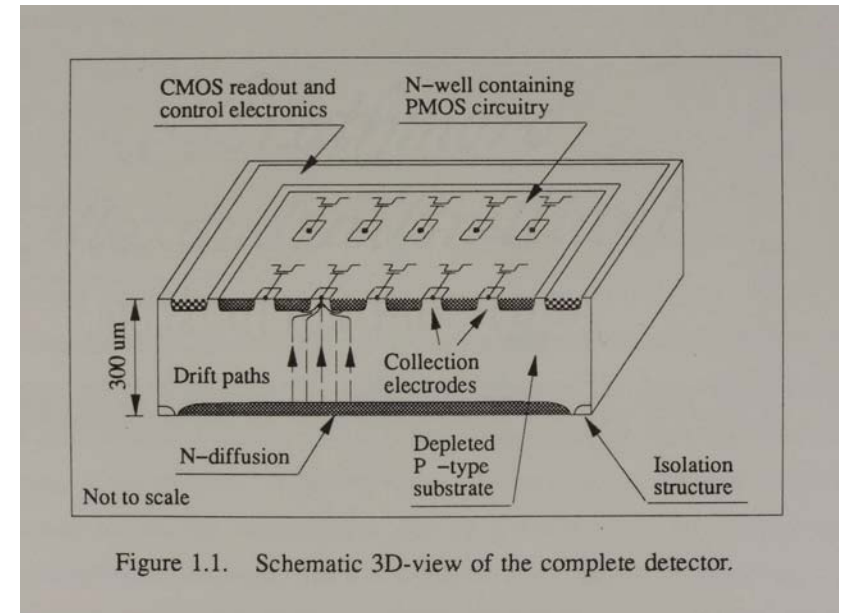 CMOS readout and
control electronics
N-well containing
PMOS circuitry
300 um
Drift paths
Collection
electrodes
N-diffusion
Depleted
P -type
substrate
Isolation
structure
Not to scale
Figure 1.1. Schematic 3D-view of the complete detector.